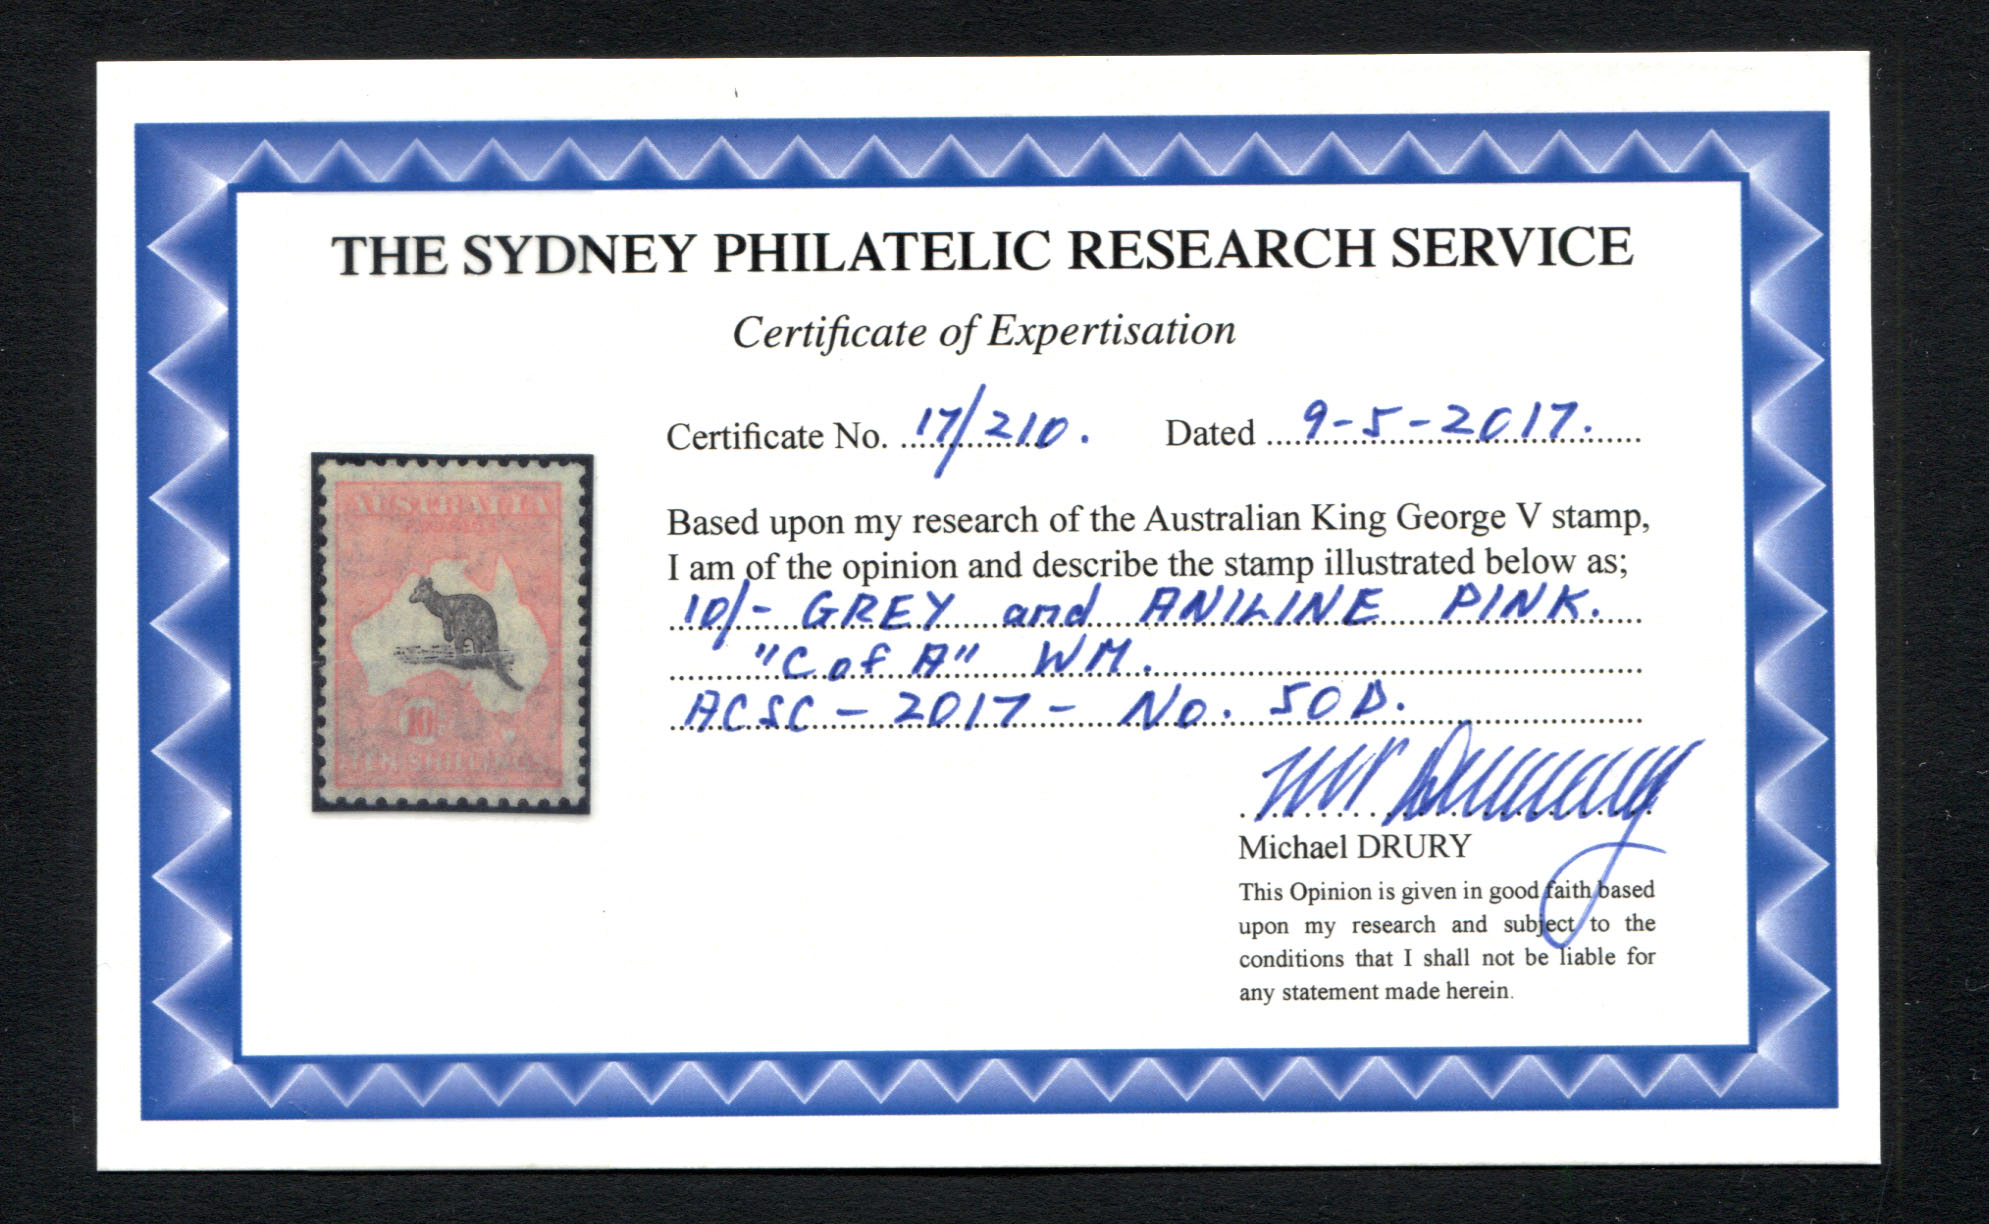 THE SYDNEY PHILATELIC RESEARCH SERVICE
Certificate of Expertisation
Certificate No. 17/210. Dated 9-5-2017.
Based upon my research of the Australian King George V stamp,
I am of the opinion and describe the stamp illustrated below as;
10/- GREY and ANILINE PINK.
"C of A" WM.
ACSC - 2017 - No. 50D.
AUSTRALIA
POSTAGE
10/-
TEN SHILLINGS
Michael DRURY
This Opinion is given in good faith based
upon my research and subject to the
conditions that I shall not be liable for
any statement made herein.